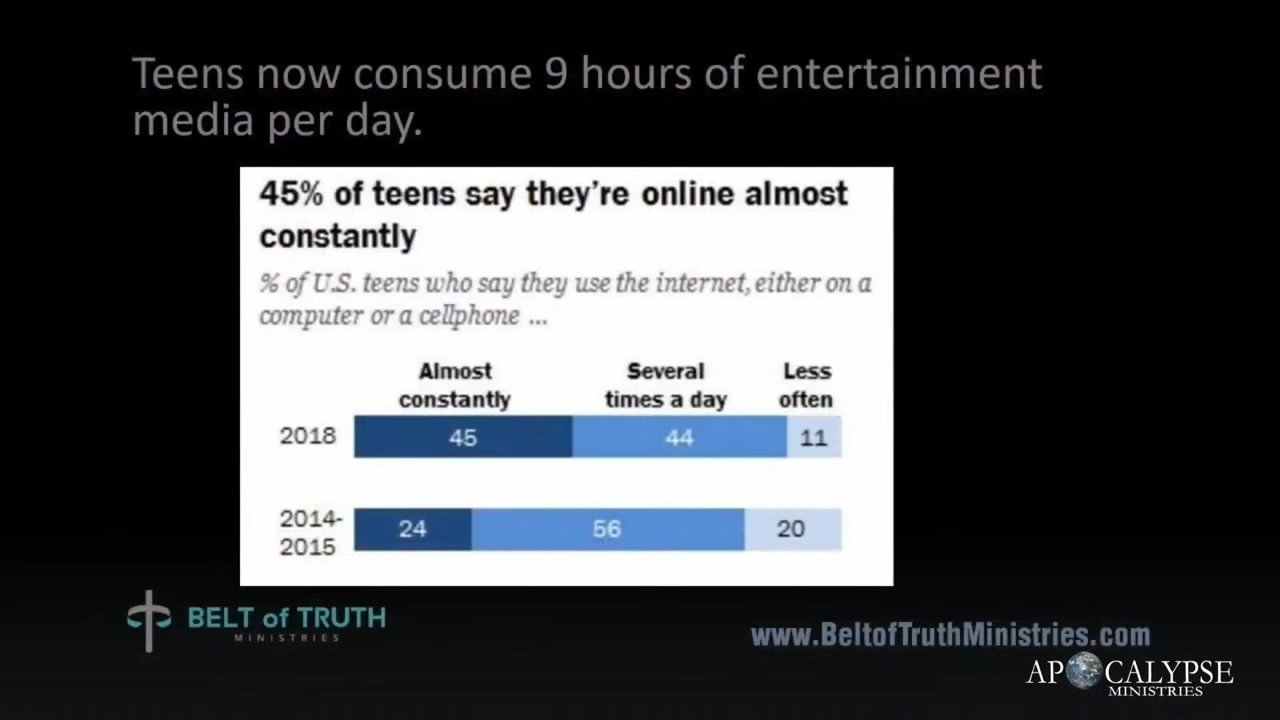 Teens now consume 9 hours of entertainment
media per day.
45% of teens say they're online almost
constantly
% of U.S. teens who say they use the internet, either on a
computer or a cellphone ...
Almost Several Less
constantly times a day often
2018 45 44 11
2014-
2015 24 56 20
BELT of TRUTH
MINISTRIES
www.BeltofTruthMinistries.com
APOCALYPSE
MINISTRIES